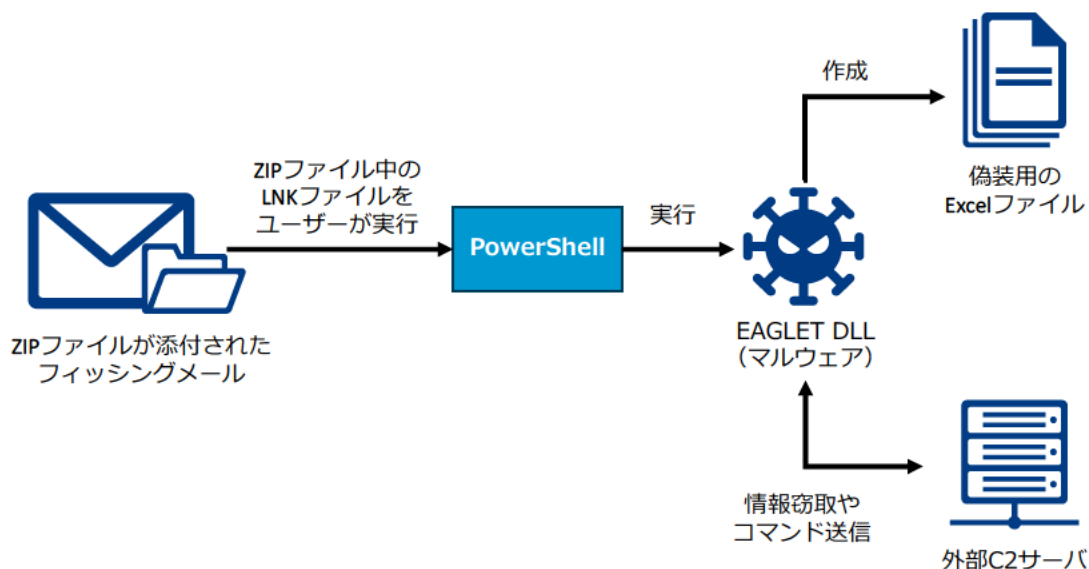 ZIPファイルが添付された
フィッシングメール
ZIPファイル中の
LNKファイルを
ユーザーが実行
PowerShell
実行
EAGLET DLL
（マルウェア）
作成
偽装用の
Excelファイル
情報窃取や
コマンド送信
外部C2サーバ